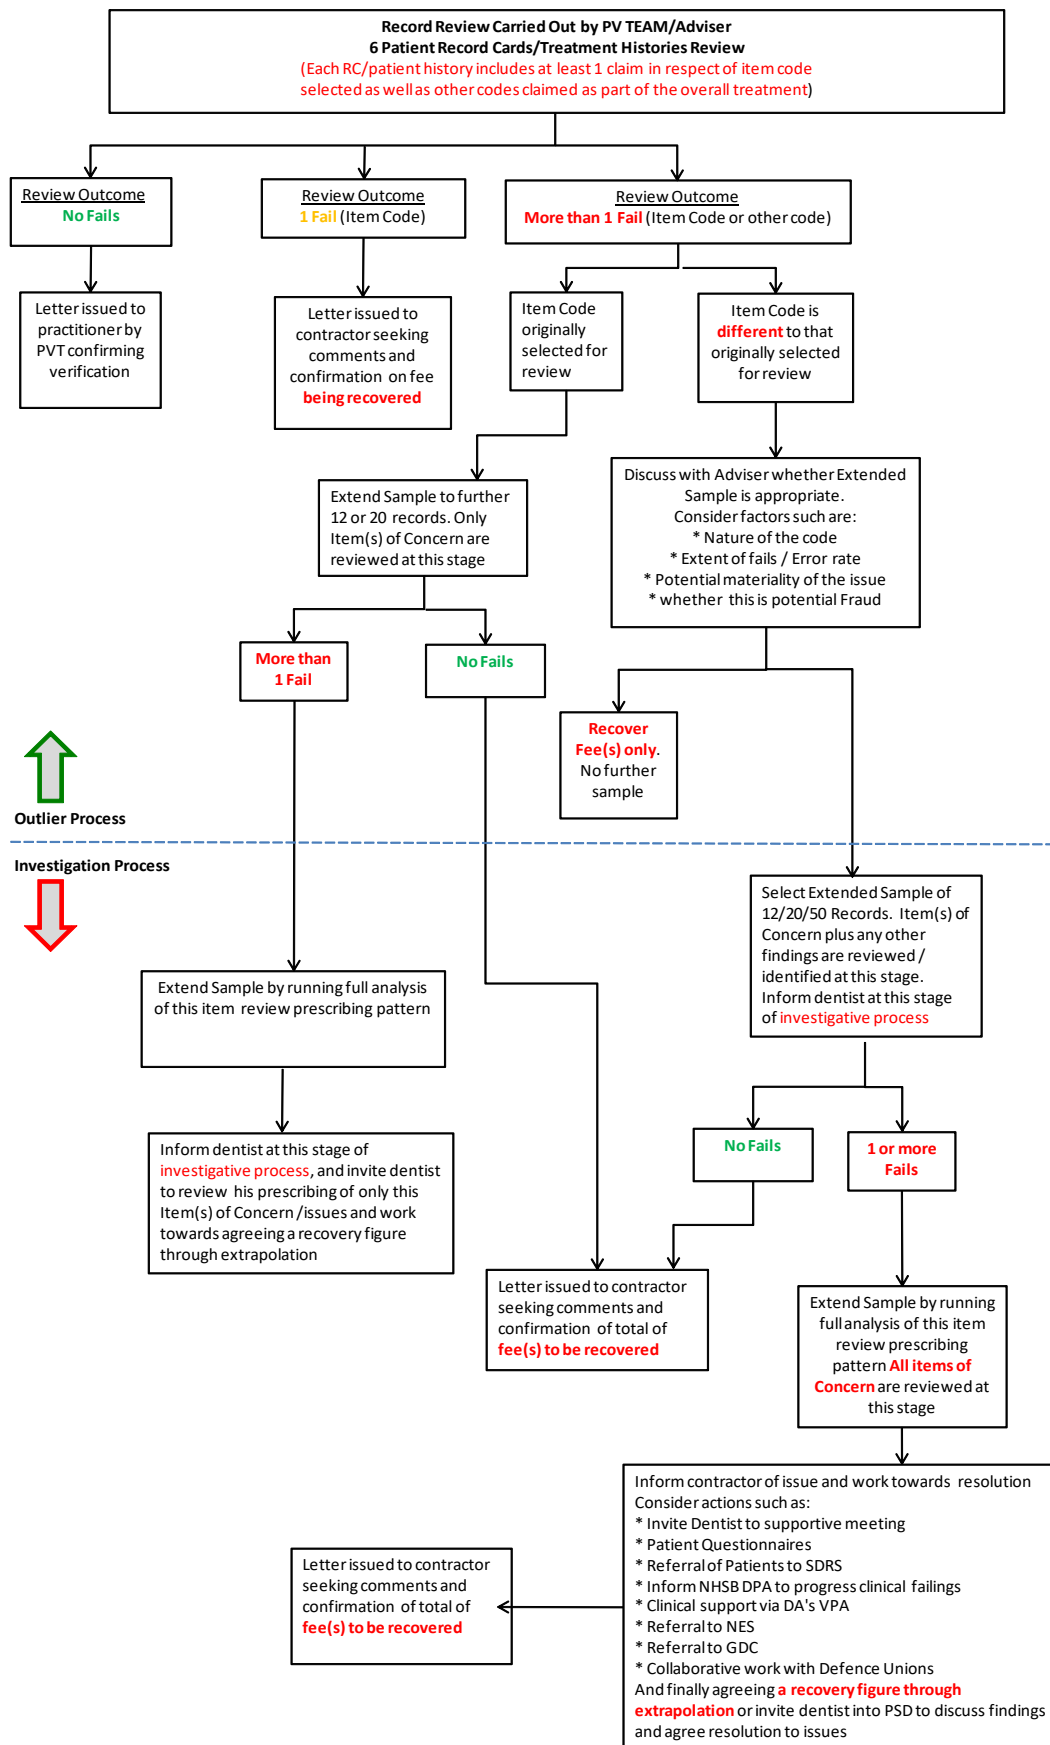 Record Review Carried Out by PV TEAM/Adviser
6 Patient Record Cards/Treatment Histories Review
(Each RC/patient history includes at least 1 claim in respect of item code
selected as well as other codes claimed as part of the overall treatment)
Review Outcome
No Fails
Review Outcome
1 Fail (Item Code)
Review Outcome
More than 1 Fail (Item Code or other code)
Letter issued to
practitioner by
PVT confirming
verification
Letter issued to
contractor seeking
comments and
confirmation on fee
being recovered
Item Code
originally
selected for
review
Item Code is
different to that
originally selected
for review
Extend Sample to further
12 or 20 records. Only
Item(s) of Concern are
reviewed at this stage
Discuss with Adviser whether Extended
Sample is appropriate.
Consider factors such are:
* Nature of the code
* Extent of fails / Error rate
* Potential materiality of the issue
* whether this is potential Fraud
More than
1 Fail
No Fails
Recover
Fee(s) only.
No further
sample
Outlier Process
Investigation Process
Select Extended Sample of
12/20/50 Records. Item(s) of
Concern plus any other
findings are reviewed /
identified at this stage.
Inform dentist at this stage
of investigative process
Extend Sample by running full analysis
of this item review prescribing pattern
Inform dentist at this stage of
investigative process, and invite dentist
to review his prescribing of only this
Item(s) of Concern /issues and work
towards agreeing a recovery figure
through extrapolation
No Fails
1 or more
Fails
Letter issued to contractor
seeking comments and
confirmation of total of
fee(s) to be recovered
Extend Sample by running
full analysis of this item
review prescribing
pattern All items of
Concern are reviewed at
this stage
Inform contractor of issue and work towards resolution
Consider actions such as:
* Invite Dentist to supportive meeting
* Patient Questionnaires
* Referral of Patients to SDRS
* Inform NHSB DPA to progress clinical failings
* Clinical support via DA's VPA
* Referral to NES
* Referral to GDC
* Collaborative work with Defence Unions
And finally agreeing a recovery figure through
extrapolation or invite dentist into PSD to discuss findings
and agree resolution to issues
Letter issued to contractor
seeking comments and
confirmation of total of
fee(s) to be recovered